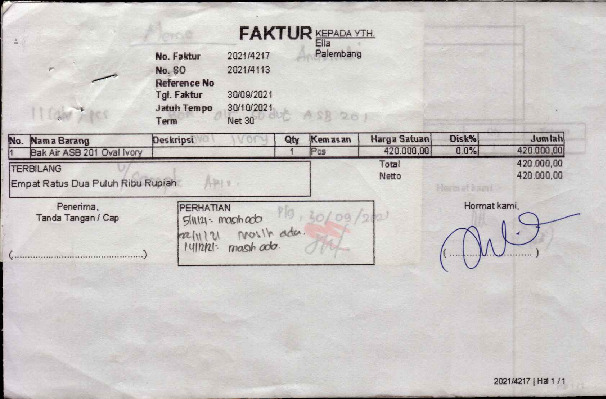 FAKTUR
KEPADA YTH.
Ella
Palembang
No. Faktur 2021/4217
No. SO 2021/4113
Reference No
Tgl. Faktur 30/09/2021
Jatuh Tempo 30/10/2021
Term Net 30
No. Nama Barang Deskripsi Qty Kemasan Harga Satuan Disk% Jumlah
1 Bak Air ASB 201 Oval Ivory 1 Pcs 420.000,00 0.0% 420.000,00
Total 420.000,00
Netto 420.000,00
TERBILANG
Empat Ratus Dua Puluh Ribu Rupiah
Penerima,
Tanda Tangan / Cap
(..........................................)
PERHATIAN
5/11/21: masih ada
22/11/21 masih ada.
14/12/21: masih ada.
Plg, 30/09/2021
Hormat kami,
(..........................)
2021/4217 | Hal 1 / 1